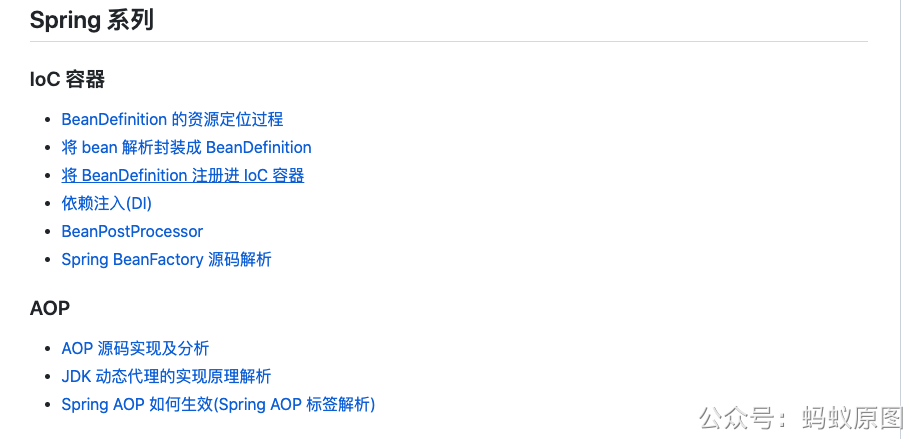 Spring 系列
IoC 容器
BeanDefinition 的资源定位过程
将 bean 解析封装成 BeanDefinition
将 BeanDefinition 注册进 IoC 容器
依赖注入(DI)
BeanPostProcessor
Spring BeanFactory 源码解析
AOP
AOP 源码实现及分析
JDK 动态代理的实现原理解析
Spring AOP 如何生效(Spring AOP 标签解析)
公众号：蚂蚁原图